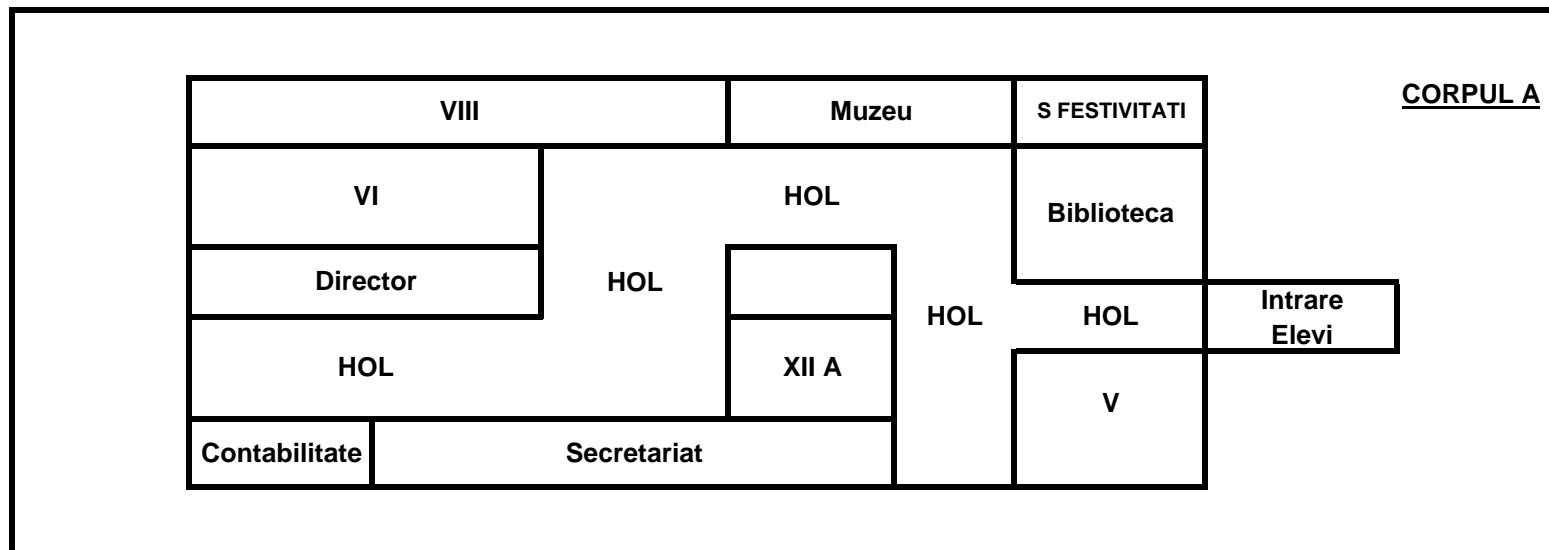 CORPUL A
VIII
Muzeu
S FESTIVITATI
VI
HOL
Biblioteca
Director
HOL
HOL
HOL
Intrare
Elevi
HOL
XII A
V
Contabilitate
Secretariat